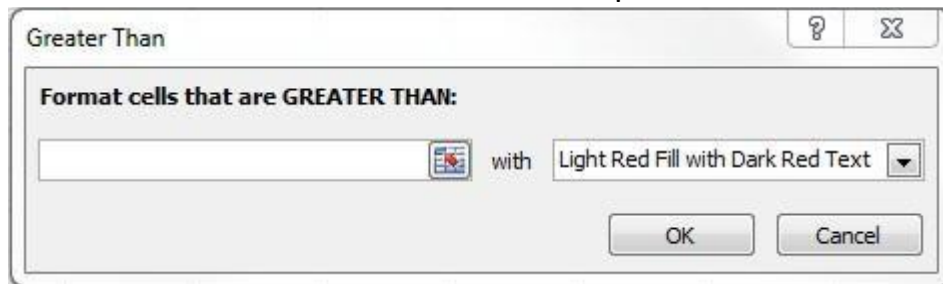 Greater Than
Format cells that are GREATER THAN:
with Light Red Fill with Dark Red Text
OK Cancel